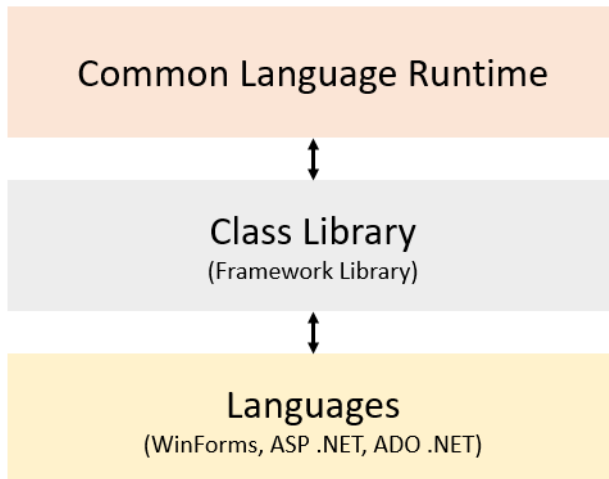 Common Language Runtime
Class Library
(Framework Library)
Languages
(WinForms, ASP .NET, ADO .NET)